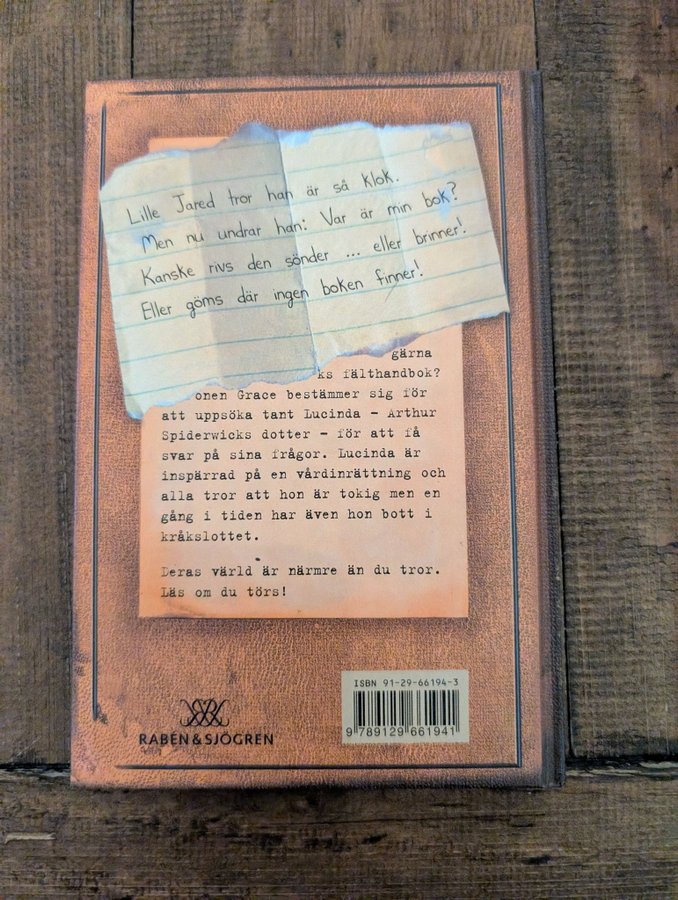 Lille Jared tror han är så klok.
Men nu undrar han: Var är min bok?
Kanske rivs den sönder ... eller brinner!
Eller göms där ingen boken finner!
gärna
ks fälthandbok?
onen Grace bestämmer sig för
att uppsöka tant Lucinda – Arthur
Spiderwicks dotter – för att få
svar på sina frågor. Lucinda är
inspärrad på en vårdinrättning och
alla tror att hon är tokig men en
gång i tiden har även hon bott i
kråkslottet.
Deras värld är närmre än du tror.
Läs om du törs!
ISBN 91-29-66194-3
9 789129 661941
RABÉN & SJÖGREN